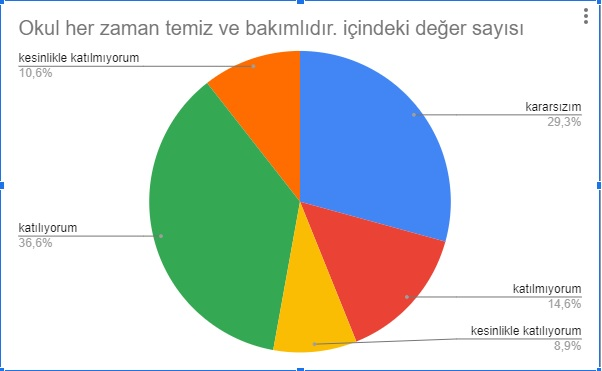 Okul her zaman temiz ve bakımlıdır. içindeki değer sayısı
kesinlikle katılmıyorum
10,6%
kararsızım
29,3%
katılıyorum
36,6%
katılmıyorum
14,6%
kesinlikle katılıyorum
8,9%